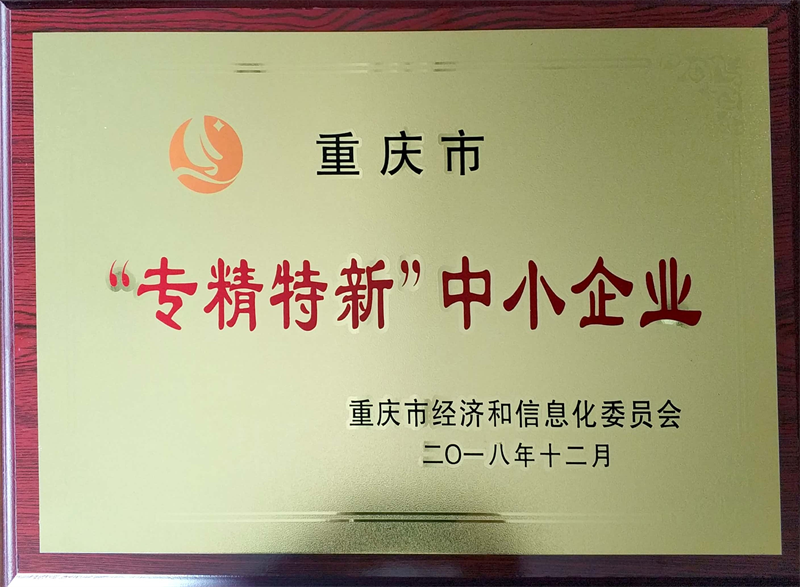 重庆市
“专精特新”中小企业
重庆市经济和信息化委员会
二〇一八年十二月